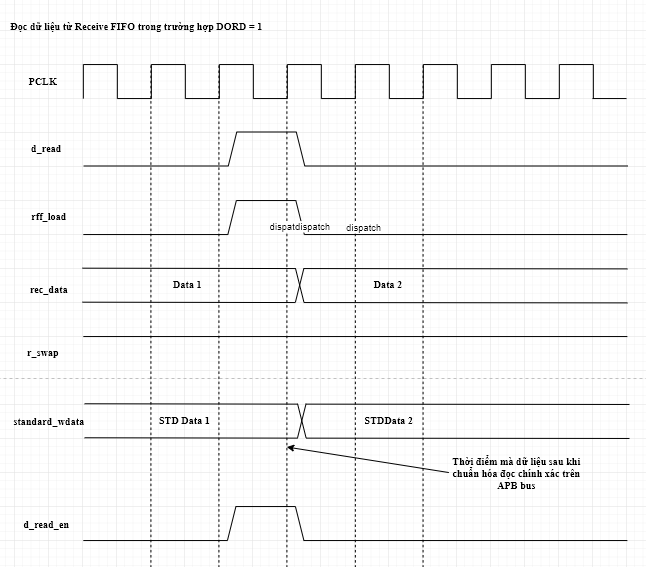 Đọc dữ liệu từ Receive FIFO trong trường hợp DORD = 1
PCLK
d_read
rff_load
dispatdispatch
dispatch
rec_data
Data 1
Data 2
r_swap
standard_wdata
STD Data 1
STDData 2
Thời điểm mà dữ liệu sau khi
chuẩn hóa đọc chính xác trên
APB bus
d_read_en